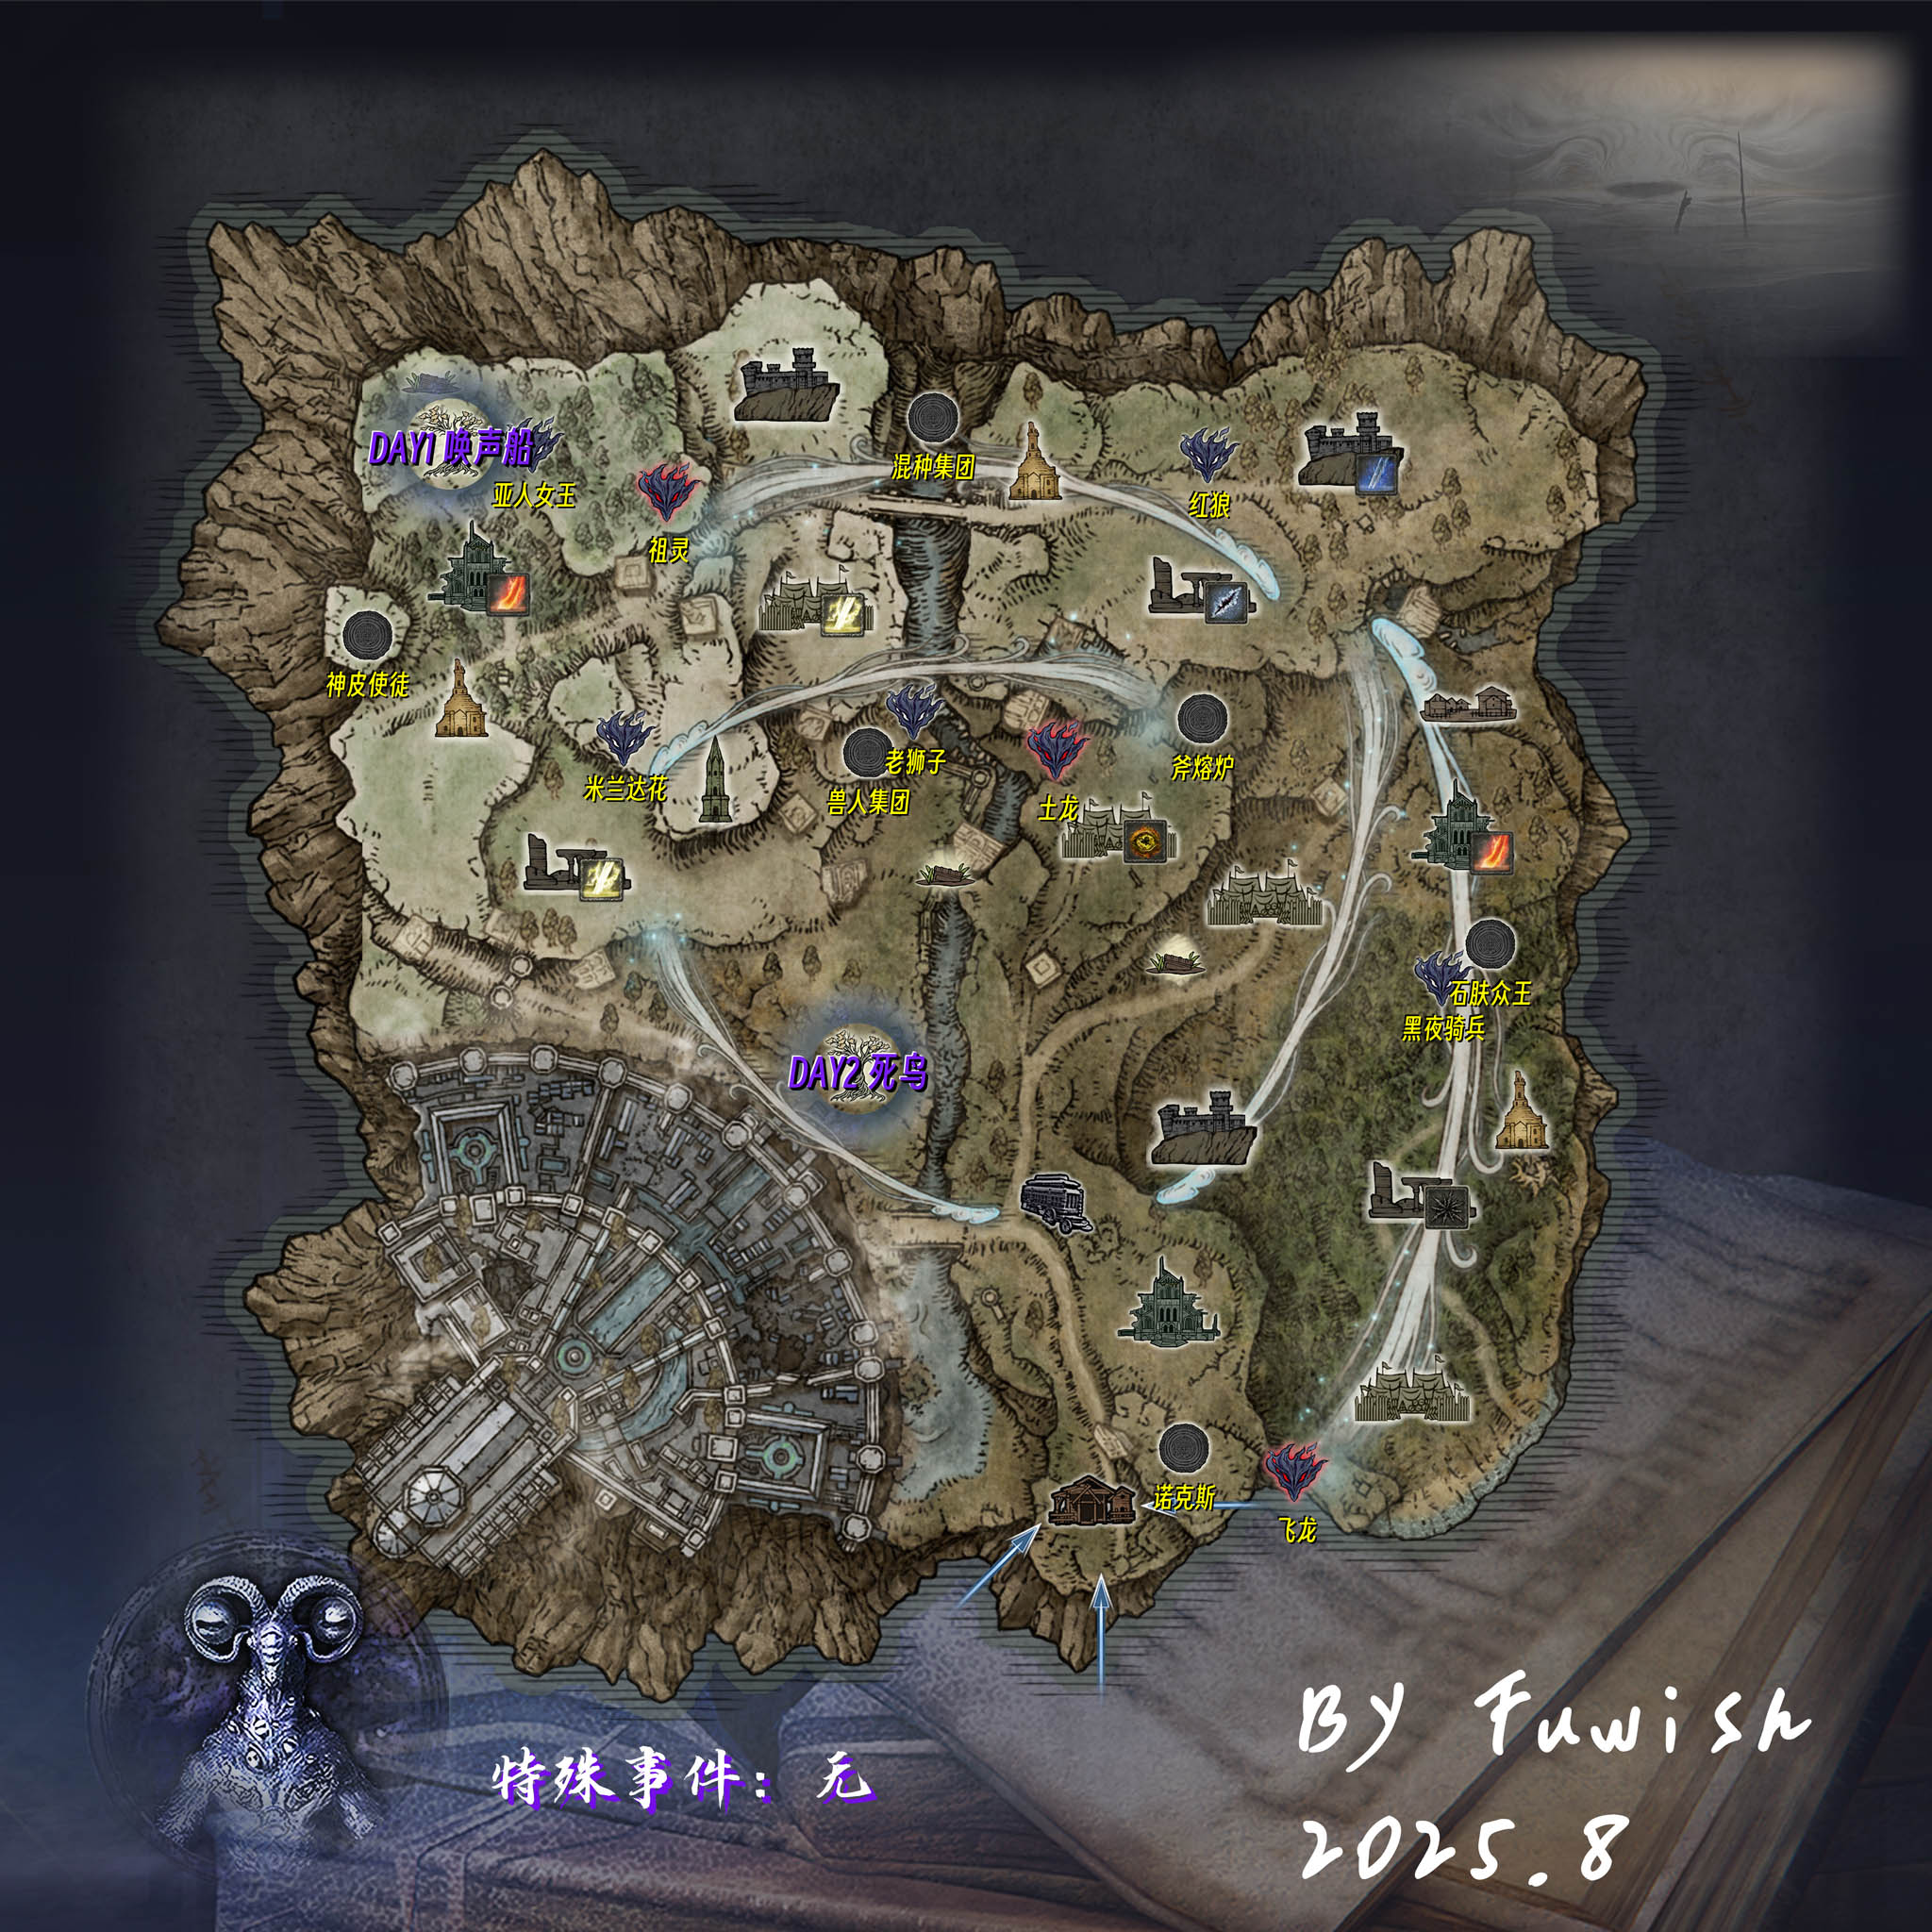 DAY1 唤声船
亚人女王
混种集团
红狼
祖灵
神皮使徒
米兰达花
老狮子
兽人集团
土龙
斧熔炉
石肤众王
黑夜骑兵
DAY2 死鸟
诺克斯
飞龙
特殊事件：无
By Fuwish
2025.8